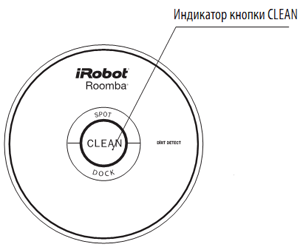 Индикатор кнопки CLEAN
iRobot
Roomba
SPOT
CLEAN
DIRT DETECT
DOCK